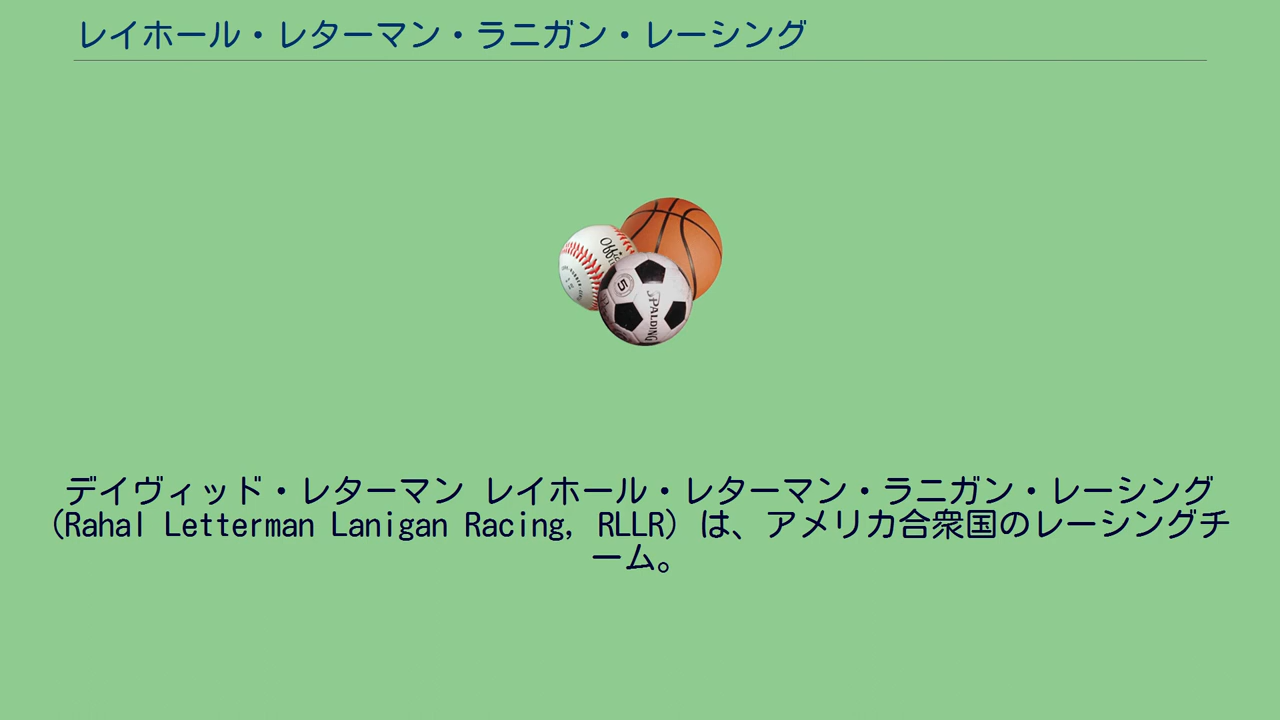 レイホール・レターマン・ラニガン・レーシング
SPALDING
5
デイヴィッド・レターマン レイホール・レターマン・ラニガン・レーシング
(Rahal Letterman Lanigan Racing, RLLR) は、アメリカ合衆国のレーシングチ
ーム。